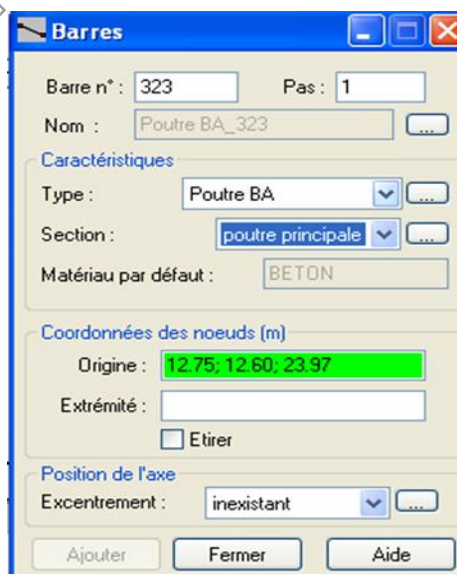 Barres
Barre n° : 323 Pas : 1
Nom : Poutre BA_323 ...
Caractéristiques
Type : Poutre BA ...
Section : poutre principale ...
Matériau par défaut : BETON
Coordonnées des noeuds (m)
Origine : 12.75; 12.60; 23.97
Extrémité :
Etirer
Position de l'axe
Excentrement : inexistant ...
Ajouter Fermer Aide